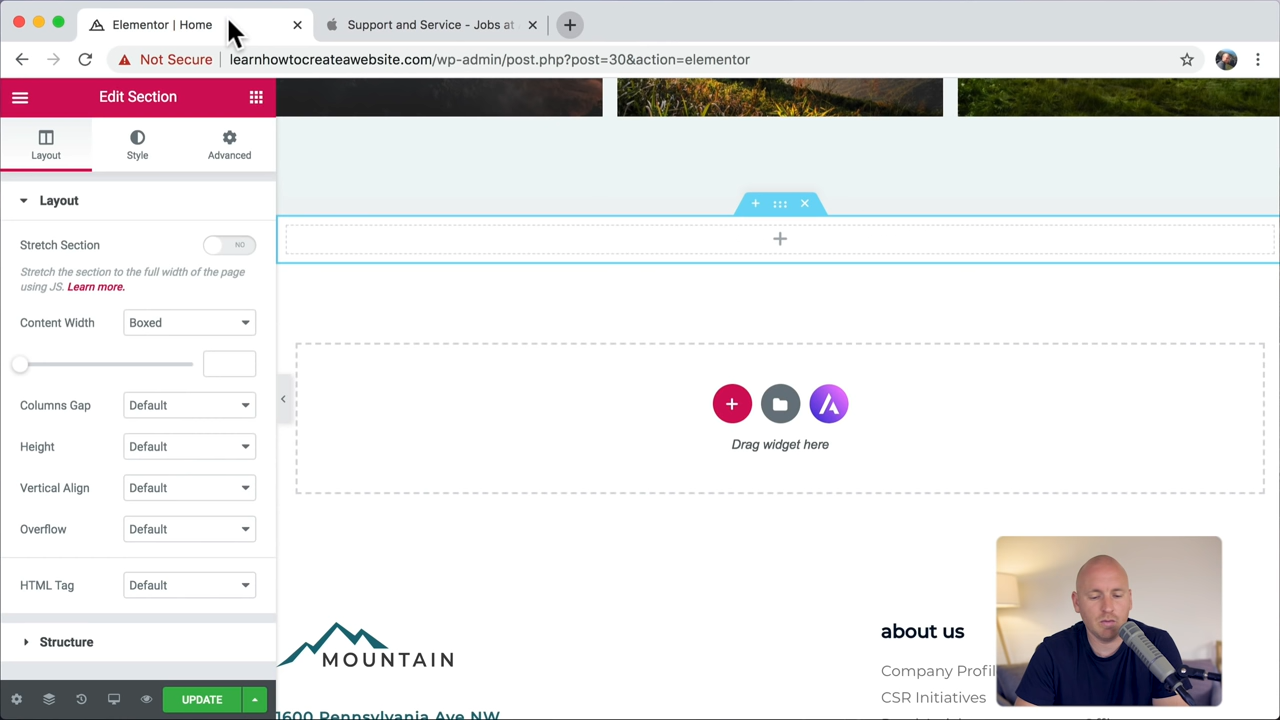 Elementor | Home
Support and Service - Jobs at
Not Secure
learnhowtocreateawebsite.com/wp-admin/post.php?post=30&action=elementor
Edit Section
Layout
Style
Advanced
Layout
Stretch Section
NO
Stretch the section to the full width of the page
using JS. Learn more.
Content Width
Boxed
Columns Gap
Default
Height
Default
Vertical Align
Default
Overflow
Default
HTML Tag
Default
Structure
UPDATE
Drag widget here
MOUNTAIN
1600 Pennsylvania Ave NW
about us
Company Profil
CSR Initiatives